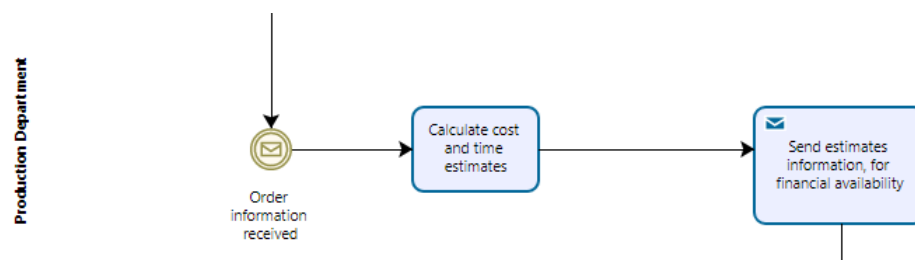 Production Department
Order
information
received
Calculate cost
and time
estimates
Send estimates
information, for
financial availability